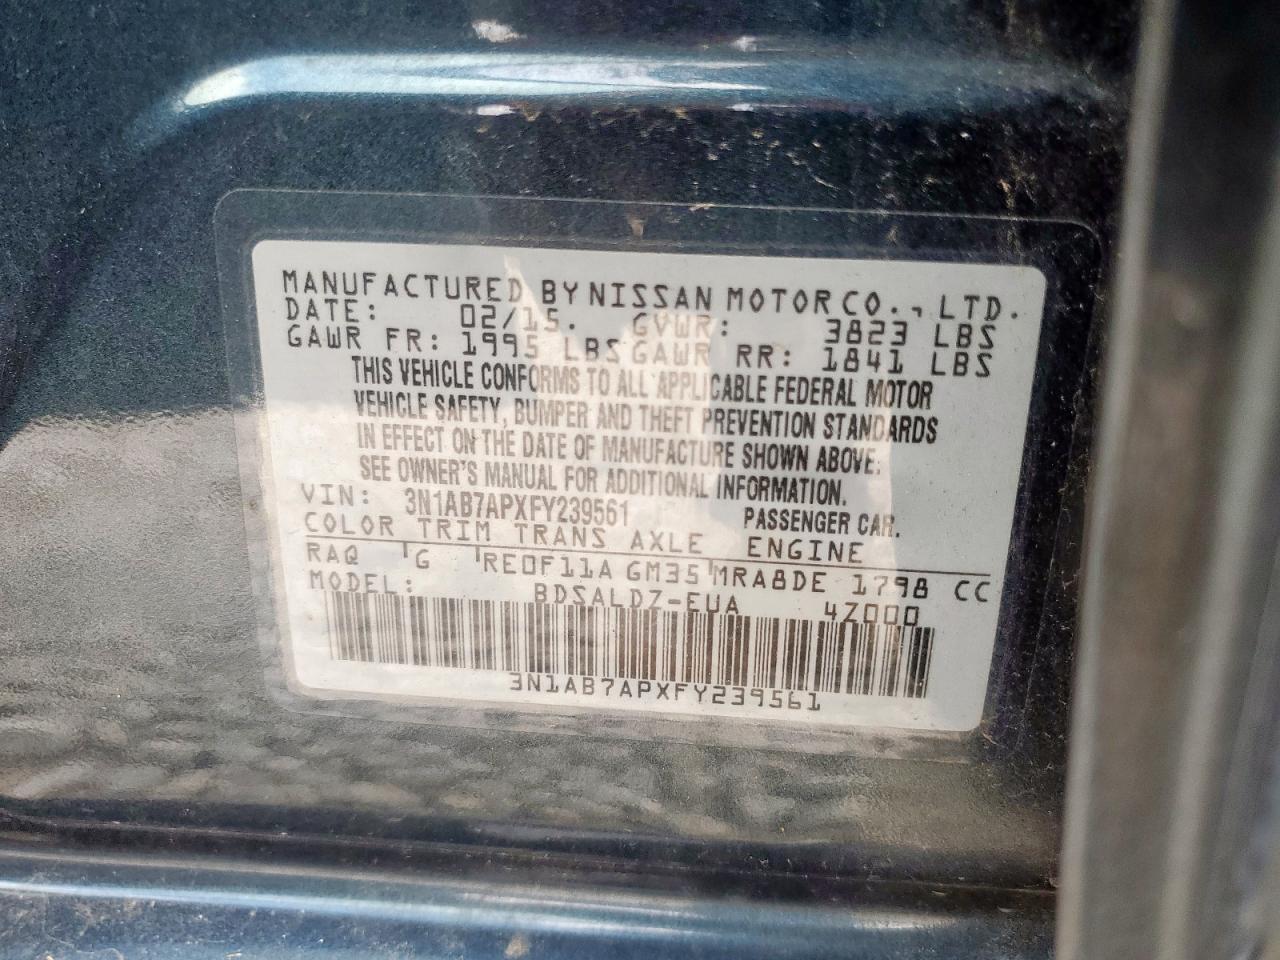 MANUFACTURED BY NISSAN MOTOR CO., LTD.
DATE: 02/15. GVWR: 3823 LBS
GAWR FR: 1995 LBS GAWR RR: 1841 LBS
THIS VEHICLE CONFORMS TO ALL APPLICABLE FEDERAL MOTOR
VEHICLE SAFETY, BUMPER AND THEFT PREVENTION STANDARDS
IN EFFECT ON THE DATE OF MANUFACTURE SHOWN ABOVE.
SEE OWNER'S MANUAL FOR ADDITIONAL INFORMATION.
VIN: 3N1AB7APXFY239561 PASSENGER CAR.
COLOR TRIM TRANS AXLE ENGINE
RAQ G RE0F11A GM35 MRA8DE 1798 CC
MODEL: BDSALDZ-EUA 4Z000
3N1AB7APXFY239561